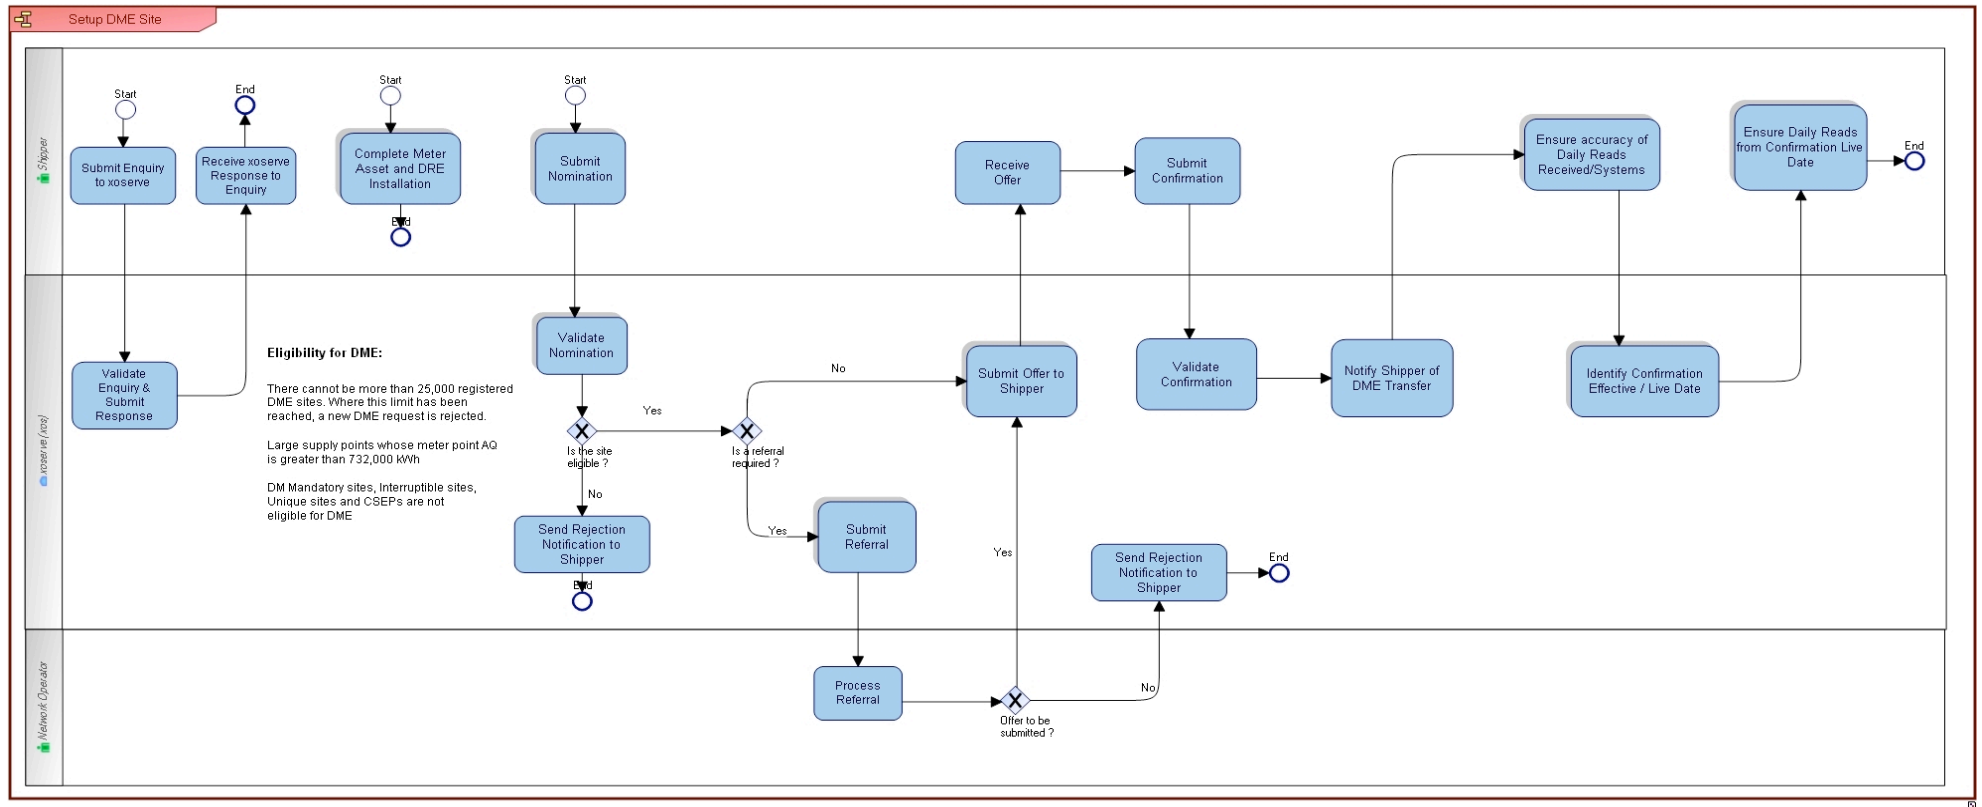 Setup DME Site
Shipper
Start
Submit Enquiry
to xoserve
End
Receive xoserve
Response to
Enquiry
Start
Complete Meter
Asset and DRE
Installation
End
Start
Submit
Nomination
Receive
Offer
Submit
Confirmation
Ensure accuracy of
Daily Reads
Received/Systems
Ensure Daily Reads
from Confirmation Live
Date
End
xoserve (xos)
Validate
Enquiry &
Submit
Response
Eligibility for DME:
There cannot be more than 25,000 registered
DME sites. Where this limit has been
reached, a new DME request is rejected.
Large supply points whose meter point AQ
is greater than 732,000 kWh
DM Mandatory sites, Interruptible sites,
Unique sites and CSEPs are not
eligible for DME
Validate
Nomination
Yes
Is the site
eligible ?
No
Send Rejection
Notification to
Shipper
End
No
Is a referral
required ?
Yes
Submit
Referral
Submit Offer to
Shipper
Yes
Validate
Confirmation
Notify Shipper of
DME Transfer
Identify Confirmation
Effective / Live Date
Send Rejection
Notification to
Shipper
End
Network Operator
Process
Referral
Offer to be
submitted ?
No